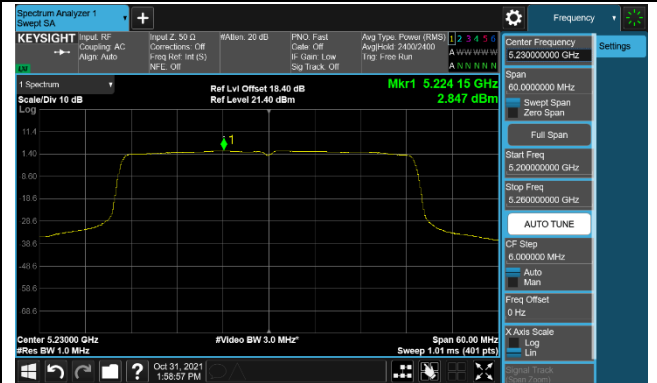 Spectrum Analyzer 1
Swept SA
Frequency
KEYSIGHT
Input: RF
Coupling: AC
Align: Auto
Input Z: 50 Ω
Corrections: Off
Freq Ref: Int (S)
NFE: Off
#Atten: 20 dB
PNO: Fast
Gate: Off
IF Gain: Low
Sig Track: Off
Avg Type: Power (RMS)
Avg|Hold: 2400/2400
Trig: Free Run
1 2 3 4 5 6
A W W W W W
A N N N N N
LXI
1 Spectrum
Scale/Div 10 dB
Log
Ref Lvl Offset 18.40 dB
Ref Level 21.40 dBm
Mkr1 5.224 15 GHz
2.847 dBm
1
11.4
1.40
-8.60
-18.6
-28.6
-38.6
-48.6
-58.6
-68.6
Center 5.23000 GHz
#Res BW 1.0 MHz
#Video BW 3.0 MHz*
Span 60.00 MHz
Sweep 1.01 ms (401 pts)
Center Frequency
5.230000000 GHz
Settings
Span
60.0000000 MHz
Swept Span
Zero Span
Full Span
Start Freq
5.200000000 GHz
Stop Freq
5.260000000 GHz
AUTO TUNE
CF Step
6.000000 MHz
Auto
Man
Freq Offset
0 Hz
X Axis Scale
Log
Lin
Signal Track
(Span Zoom)
?
Oct 31, 2021
1:58:57 PM